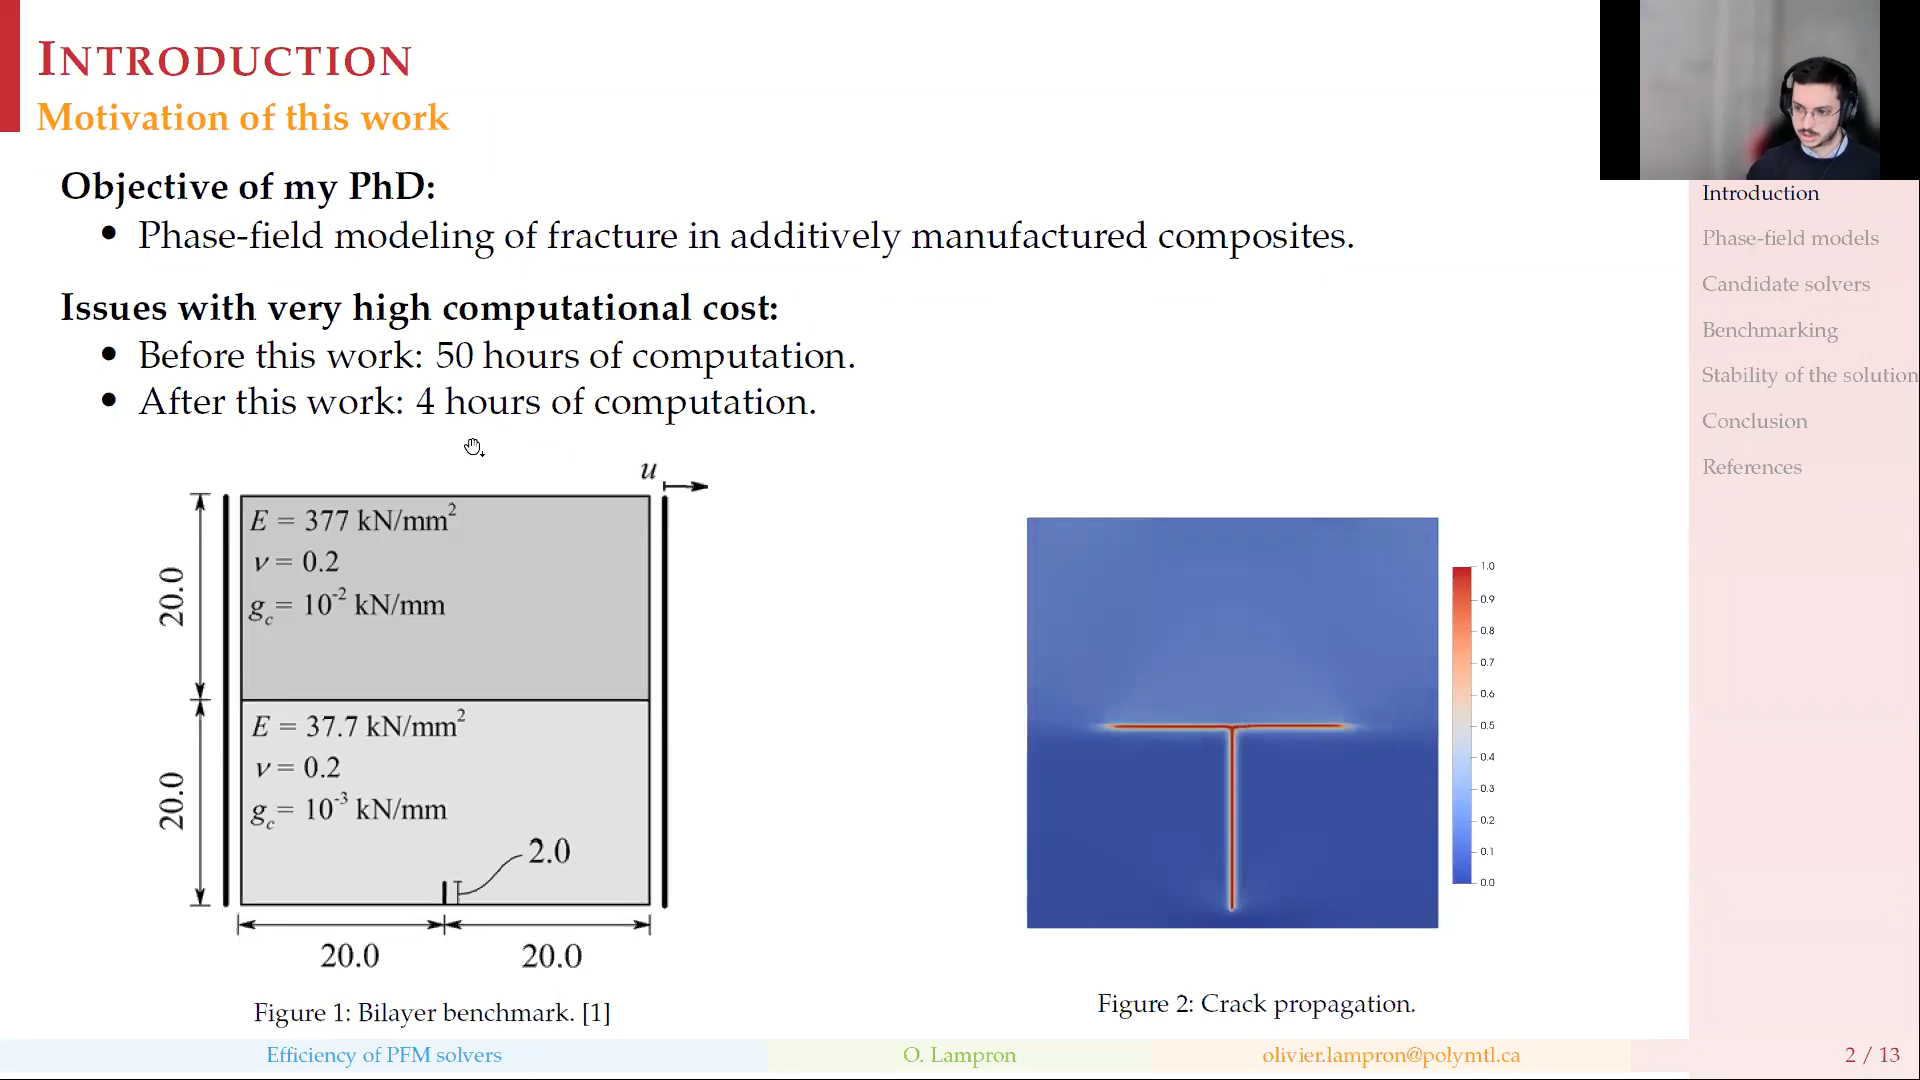 INTRODUCTION
Motivation of this work
Objective of my PhD:
• Phase-field modeling of fracture in additively manufactured composites.
Issues with very high computational cost:
• Before this work: 50 hours of computation.
• After this work: 4 hours of computation.
u
E = 377 kN/mm²
ν = 0.2
g_c = 10⁻² kN/mm
20.0
E = 37.7 kN/mm²
ν = 0.2
g_c = 10⁻³ kN/mm
20.0
2.0
20.0
20.0
Figure 1: Bilayer benchmark. [1]
1.0
0.9
0.8
0.7
0.6
0.5
0.4
0.3
0.2
0.1
0.0
Figure 2: Crack propagation.
Introduction
Phase-field models
Candidate solvers
Benchmarking
Stability of the solution
Conclusion
References
Efficiency of PFM solvers
O. Lampron
olivier.lampron@polymtl.ca
2 / 13